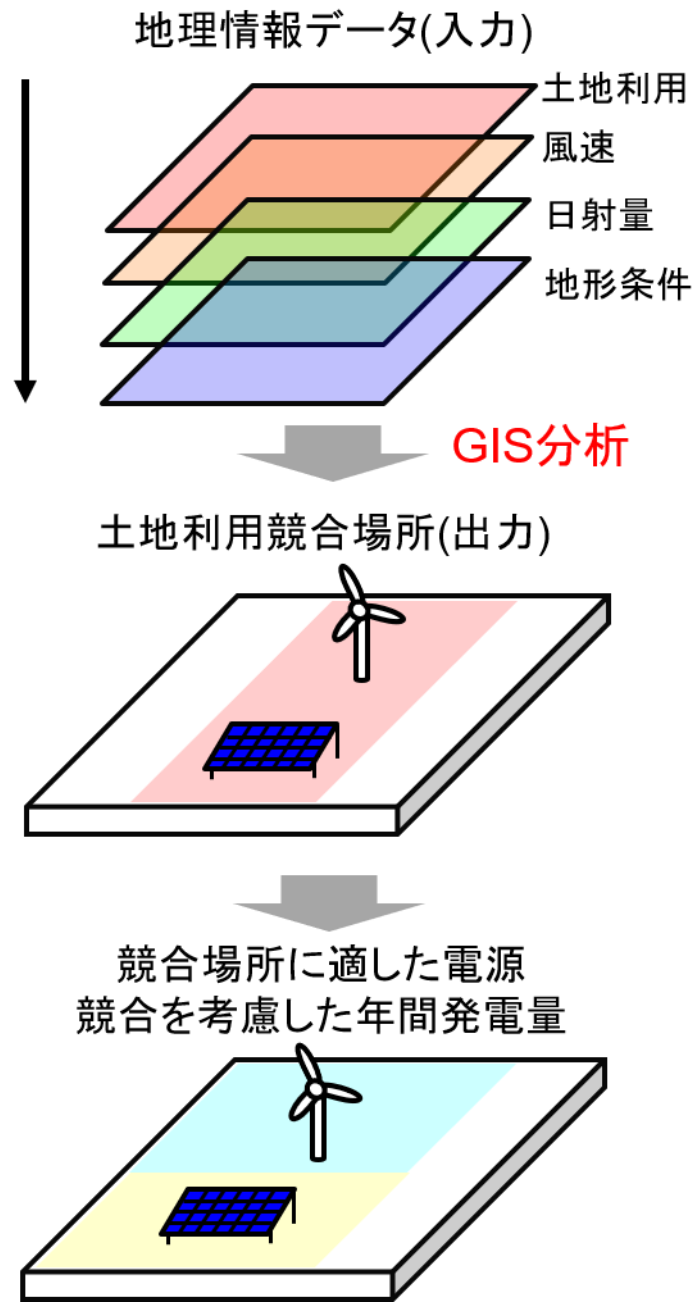 地理情報データ(入力)
土地利用
風速
日射量
地形条件
GIS分析
土地利用競合場所(出力)
競合場所に適した電源
競合を考慮した年間発電量